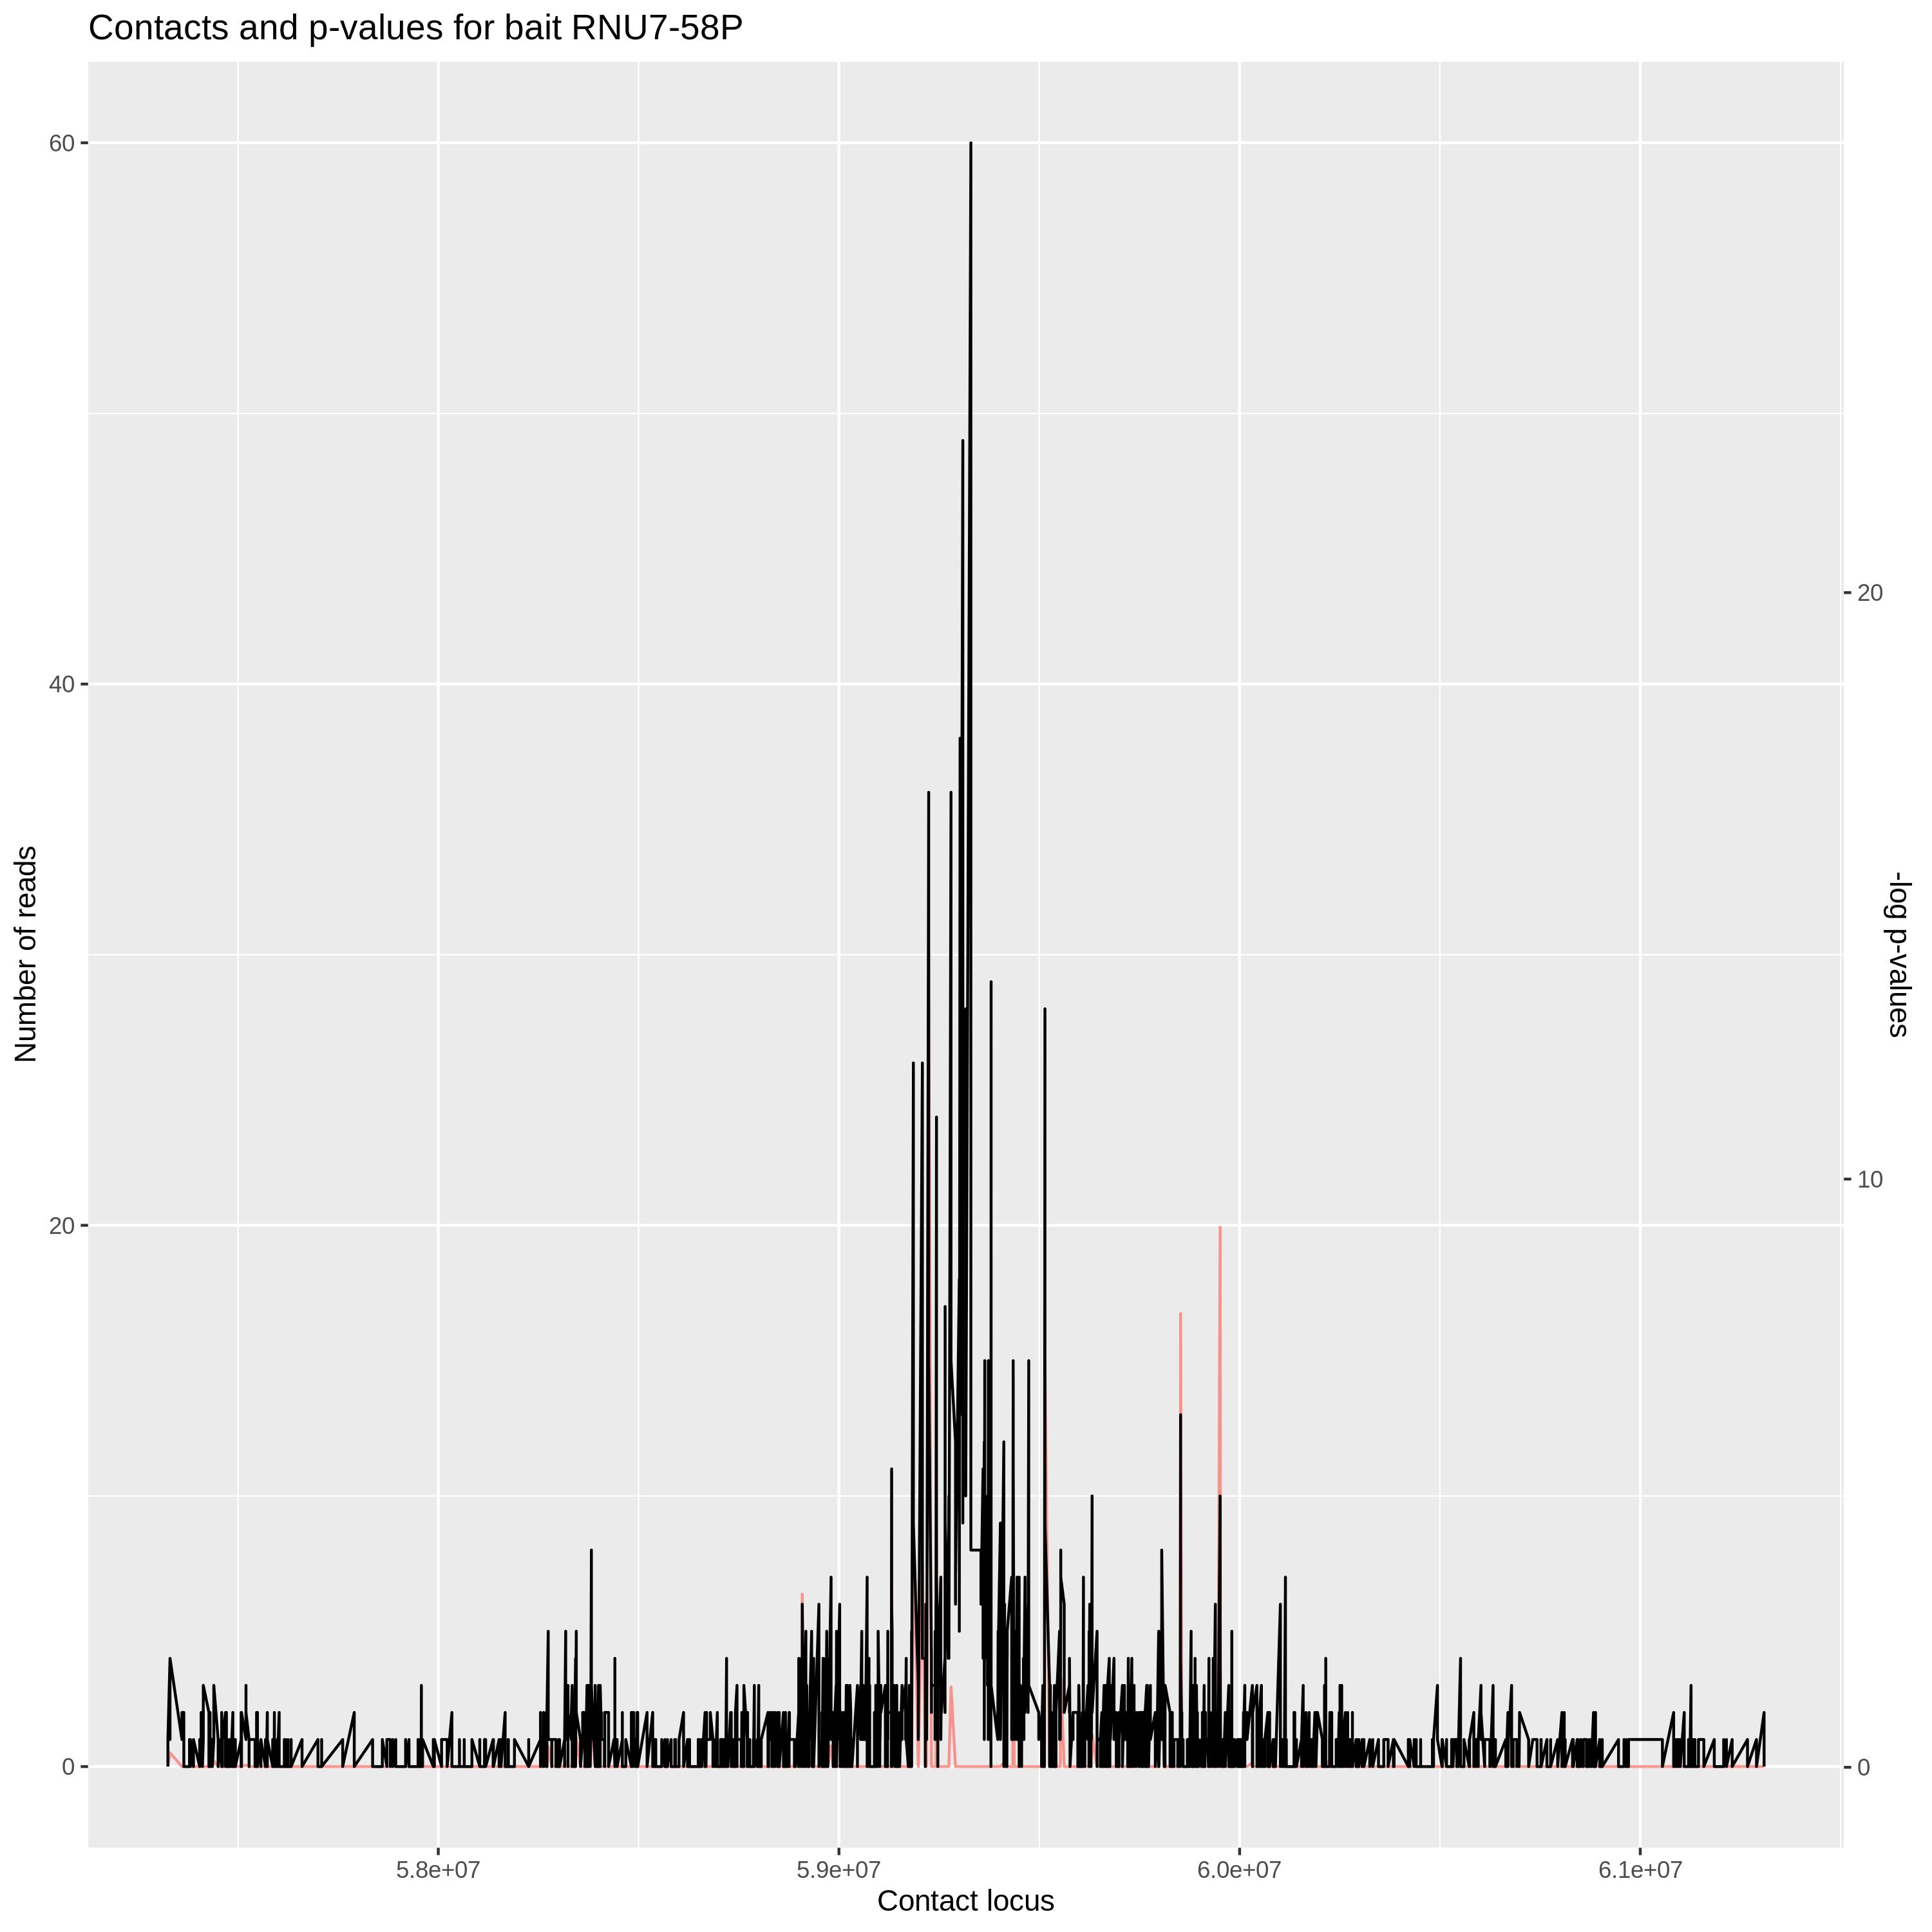 Contacts and p-values for bait RNU7-58P
60
40
20
0
Number of reads
20
10
0
-log p-values
5.8e+07
5.9e+07
6.0e+07
6.1e+07
Contact locus